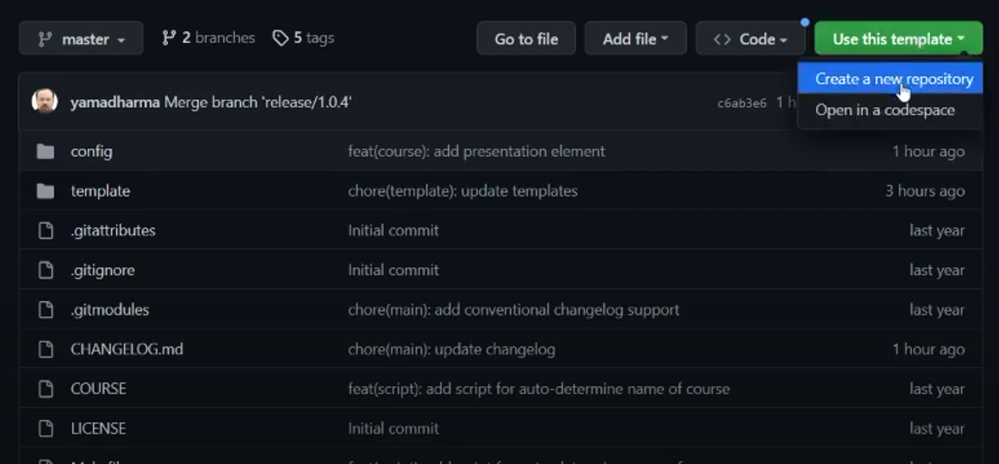 master 2 branches 5 tags Go to file Add file Code Use this template
Create a new repository
Open in a codespace
yamadharma Merge branch 'release/1.0.4' c6ab3e6 1 h
config feat(course): add presentation element 1 hour ago
template chore(template): update templates 3 hours ago
.gitattributes Initial commit last year
.gitignore Initial commit last year
.gitmodules chore(main): add conventional changelog support last year
CHANGELOG.md chore(main): update changelog 1 hour ago
COURSE feat(script): add script for auto-determine name of course last year
LICENSE Initial commit last year